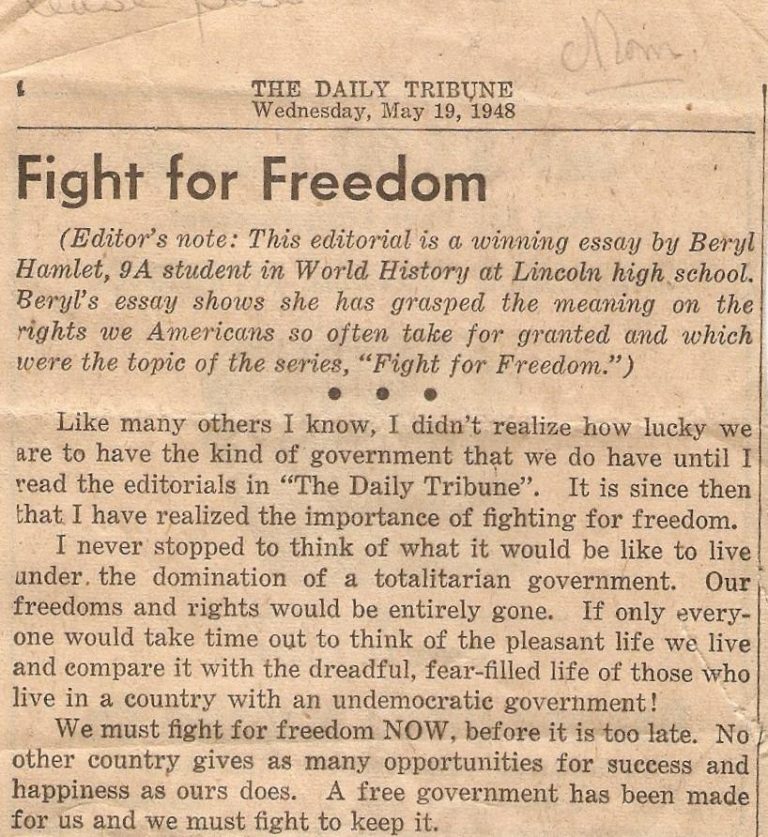 Mom.
THE DAILY TRIBUNE
Wednesday, May 19, 1948
Fight for Freedom
(Editor's note: This editorial is a winning essay by Beryl
Hamlet, 9A student in World History at Lincoln high school.
Beryl's essay shows she has grasped the meaning on the
rights we Americans so often take for granted and which
were the topic of the series, "Fight for Freedom.")
● ● ●
Like many others I know, I didn't realize how lucky we
are to have the kind of government that we do have until I
read the editorials in "The Daily Tribune". It is since then
that I have realized the importance of fighting for freedom.
I never stopped to think of what it would be like to live
under the domination of a totalitarian government. Our
freedoms and rights would be entirely gone. If only every-
one would take time out to think of the pleasant life we live
and compare it with the dreadful, fear-filled life of those who
live in a country with an undemocratic government!
We must fight for freedom NOW, before it is too late. No
other country gives as many opportunities for success and
happiness as ours does. A free government has been made
for us and we must fight to keep it.